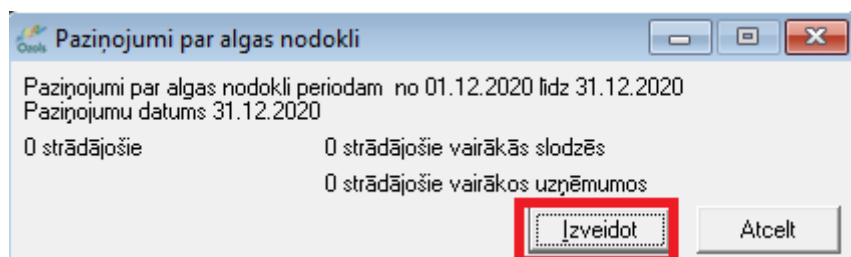 Ozols Paziņojumi par algas nodokli
Paziņojumi par algas nodokli periodam no 01.12.2020 līdz 31.12.2020
Paziņojumu datums 31.12.2020
0 strādājošie 0 strādājošie vairākās slodzēs
0 strādājošie vairākos uzņēmumos
Izveidot Atcelt